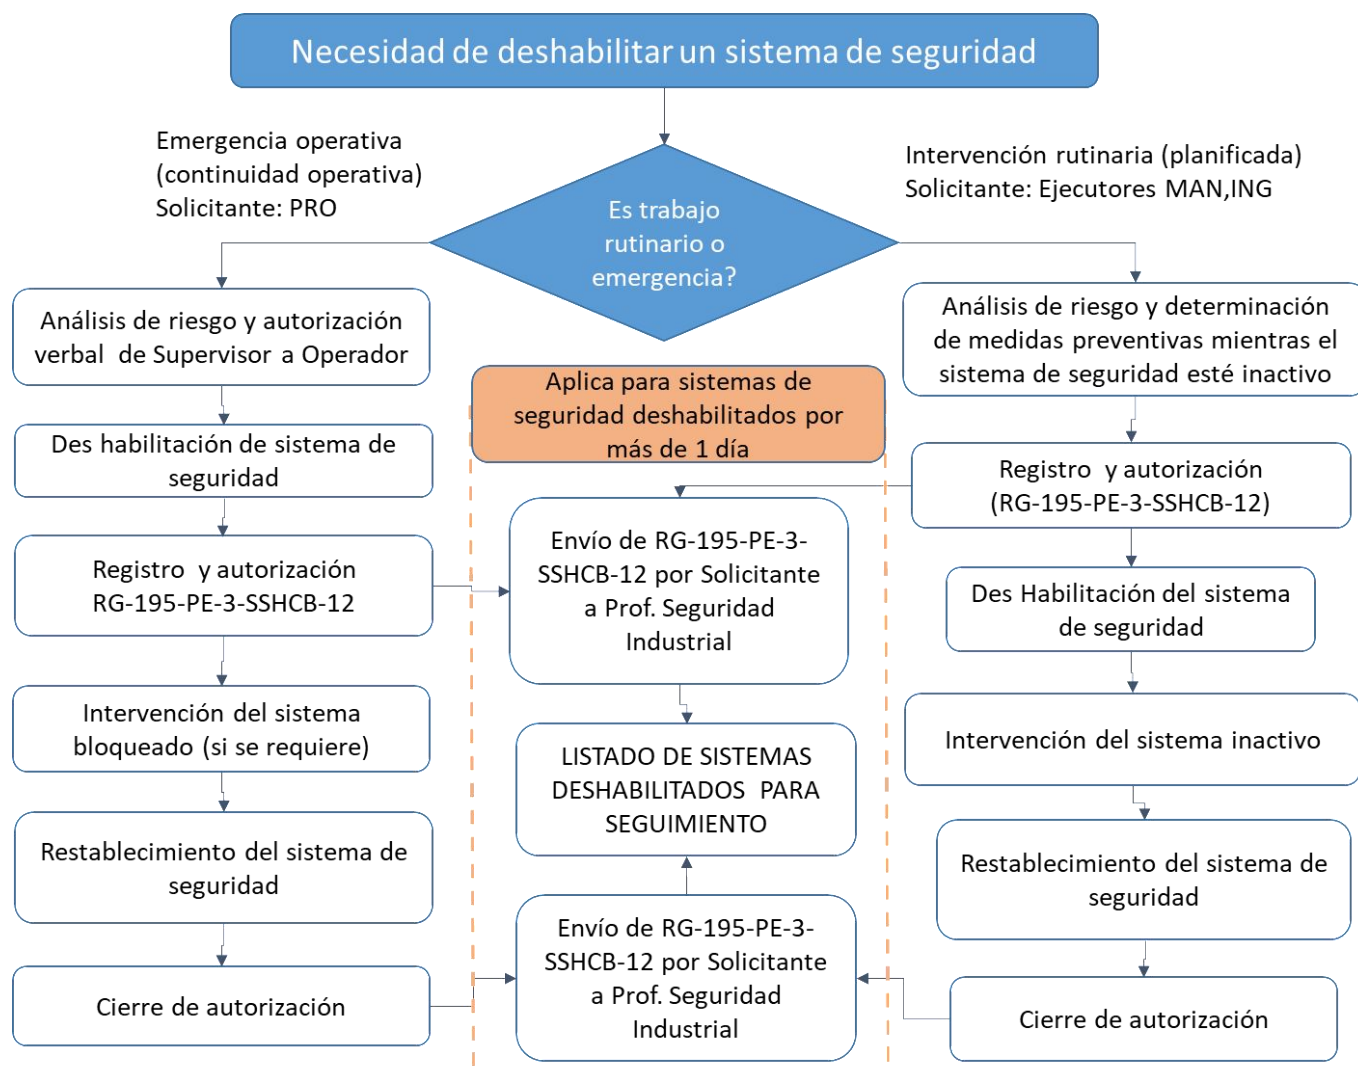 Necesidad de deshabilitar un sistema de seguridad
Emergencia operativa
(continuidad operativa)
Solicitante: PRO
Es trabajo
rutinario o
emergencia?
Intervención rutinaria (planificada)
Solicitante: Ejecutores MAN,ING
Análisis de riesgo y autorización
verbal de Supervisor a Operador
Des habilitación de sistema de
seguridad
Registro y autorización
RG-195-PE-3-SSHCB-12
Intervención del sistema
bloqueado (si se requiere)
Restablecimiento del sistema de
seguridad
Cierre de autorización
Aplica para sistemas de
seguridad deshabilitados por
más de 1 día
Envío de RG-195-PE-3-
SSHCB-12 por Solicitante
a Prof. Seguridad
Industrial
LISTADO DE SISTEMAS
DESHABILITADOS PARA
SEGUIMIENTO
Envío de RG-195-PE-3-
SSHCB-12 por Solicitante
a Prof. Seguridad
Industrial
Análisis de riesgo y determinación
de medidas preventivas mientras el
sistema de seguridad esté inactivo
Registro y autorización
(RG-195-PE-3-SSHCB-12)
Des Habilitación del sistema
de seguridad
Intervención del sistema inactivo
Restablecimiento del sistema de
seguridad
Cierre de autorización